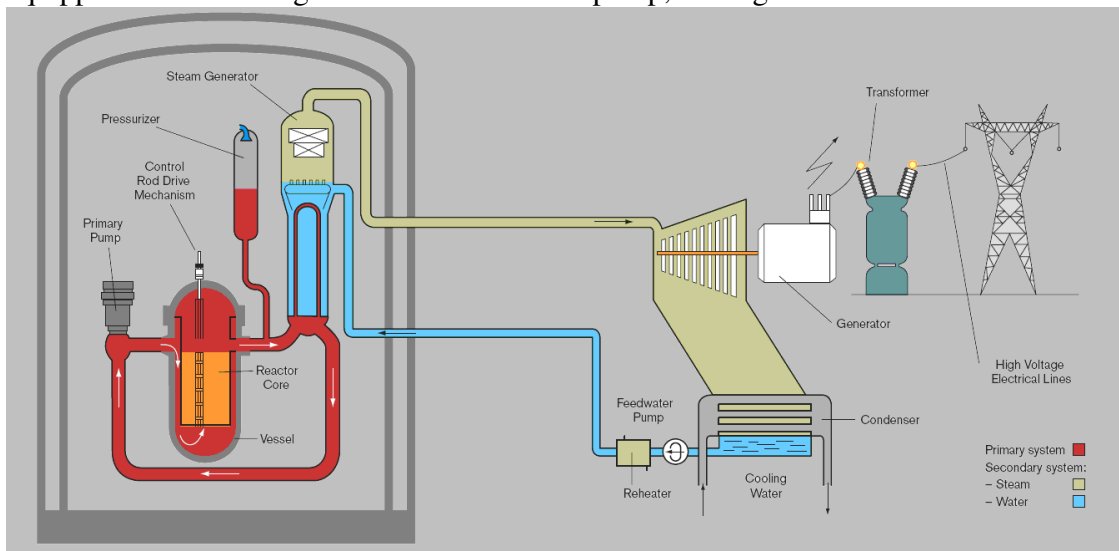 Steam Generator
Pressurizer
Control
Rod Drive
Mechanism
Primary
Pump
Reactor
Core
Vessel
Transformer
Generator
High Voltage
Electrical Lines
Feedwater
Pump
Condenser
Reheater
Cooling
Water
Primary system
Secondary system:
– Steam
– Water